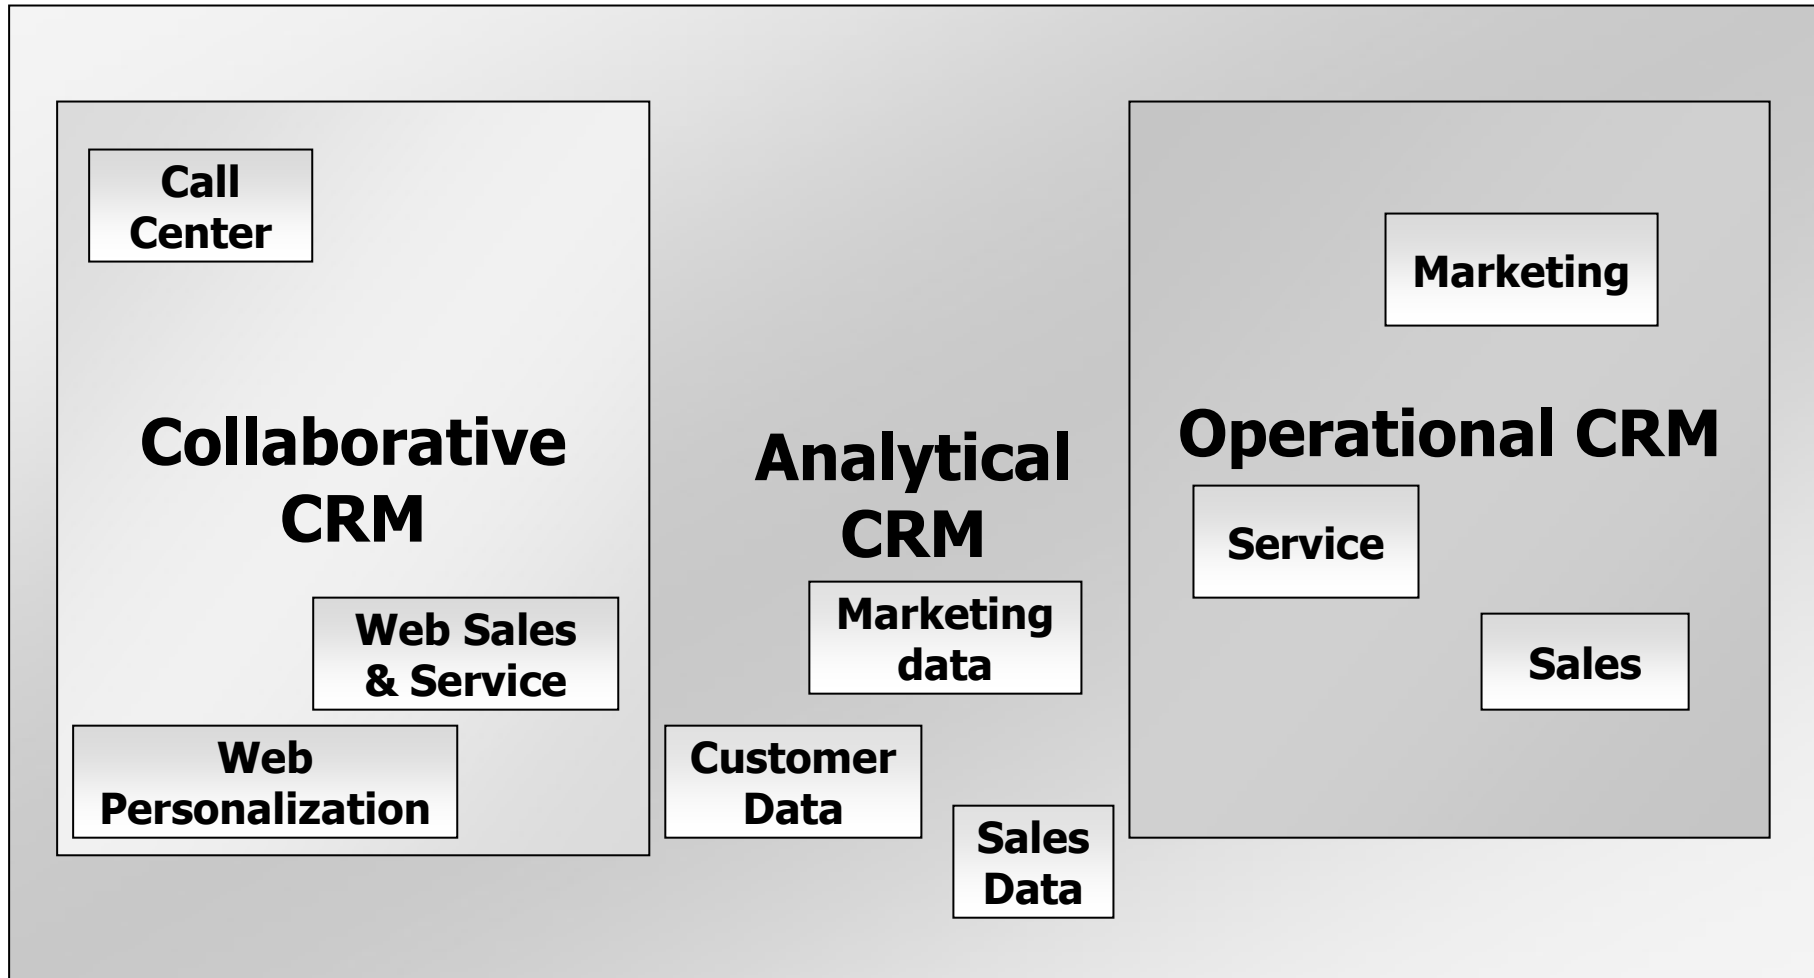 Call
Center
Collaborative
CRM
Web Sales
& Service
Web
Personalization
Analytical
CRM
Marketing
data
Customer
Data
Sales
Data
Marketing
Operational CRM
Service
Sales